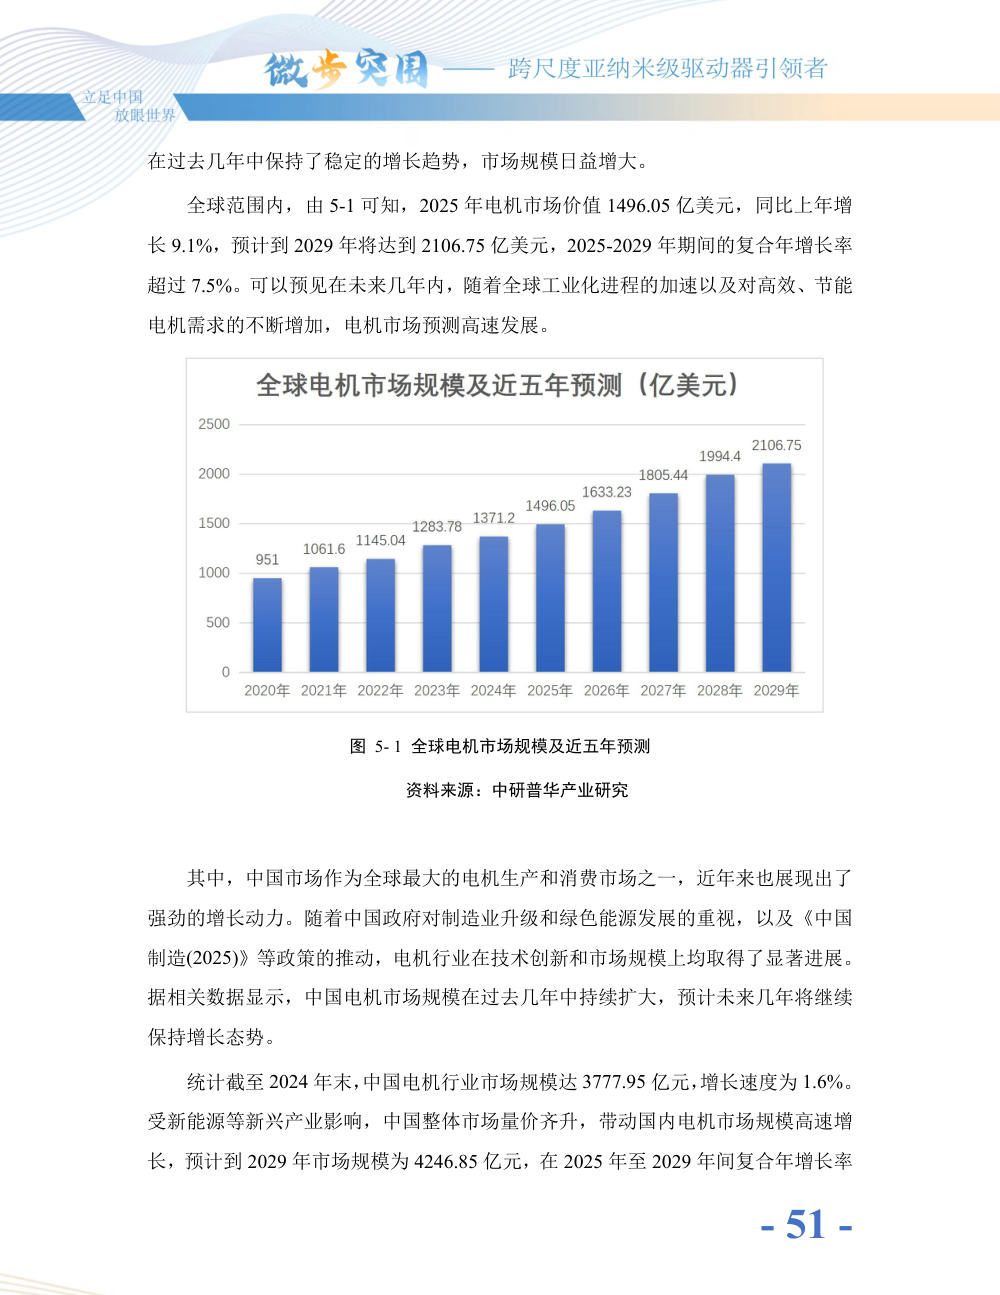 微步突围 —— 跨尺度亚纳米级驱动器引领者
立足中国
放眼世界
在过去几年中保持了稳定的增长趋势，市场规模日益增大。
全球范围内，由 5-1 可知，2025 年电机市场价值 1496.05 亿美元，同比上年增
长 9.1%，预计到 2029 年将达到 2106.75 亿美元，2025-2029 年期间的复合年增长率
超过 7.5%。可以预见在未来几年内，随着全球工业化进程的加速以及对高效、节能
电机需求的不断增加，电机市场预测高速发展。
全球电机市场规模及近五年预测（亿美元）
2500
2000
1500
1000
500
0
951
1061.6
1145.04
1283.78
1371.2
1496.05
1633.23
1805.44
1994.4
2106.75
2020年 2021年 2022年 2023年 2024年 2025年 2026年 2027年 2028年 2029年
图 5- 1 全球电机市场规模及近五年预测
资料来源：中研普华产业研究
其中，中国市场作为全球最大的电机生产和消费市场之一，近年来也展现出了
强劲的增长动力。随着中国政府对制造业升级和绿色能源发展的重视，以及《中国
制造(2025)》等政策的推动，电机行业在技术创新和市场规模上均取得了显著进展。
据相关数据显示，中国电机市场规模在过去几年中持续扩大，预计未来几年将继续
保持增长态势。
统计截至 2024 年末，中国电机行业市场规模达 3777.95 亿元，增长速度为 1.6%。
受新能源等新兴产业影响，中国整体市场量价齐升，带动国内电机市场规模高速增
长，预计到 2029 年市场规模为 4246.85 亿元，在 2025 年至 2029 年间复合年增长率
- 51 -